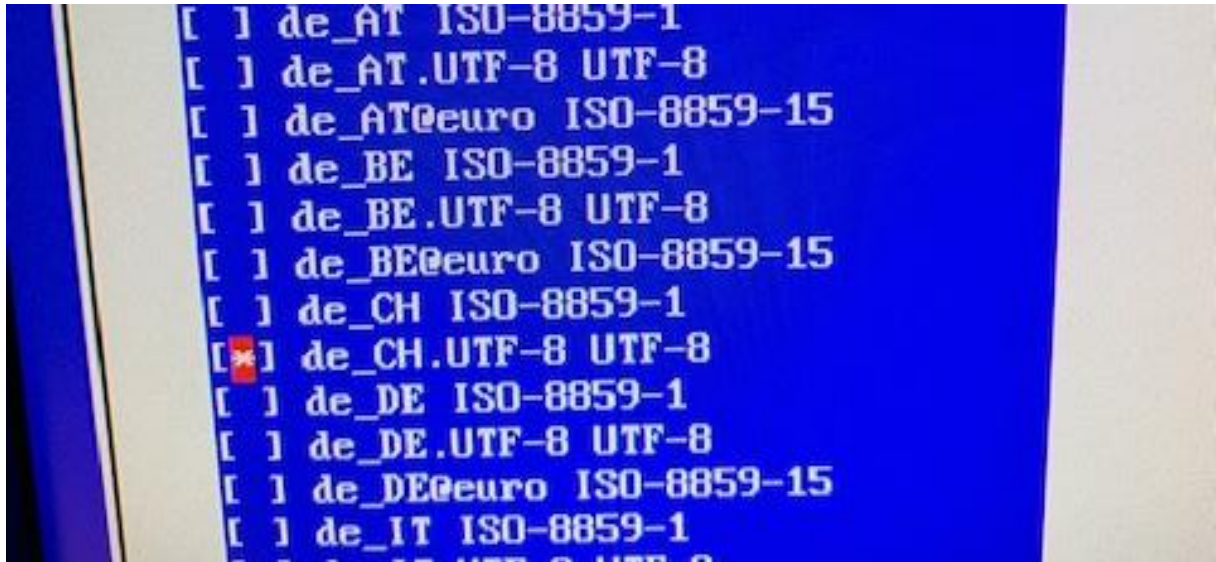 [ ] de_AT ISO-8859-1
[ ] de_AT.UTF-8 UTF-8
[ ] de_AT@euro ISO-8859-15
[ ] de_BE ISO-8859-1
[ ] de_BE.UTF-8 UTF-8
[ ] de_BE@euro ISO-8859-15
[ ] de_CH ISO-8859-1
[*] de_CH.UTF-8 UTF-8
[ ] de_DE ISO-8859-1
[ ] de_DE.UTF-8 UTF-8
[ ] de_DE@euro ISO-8859-15
[ ] de_IT ISO-8859-1